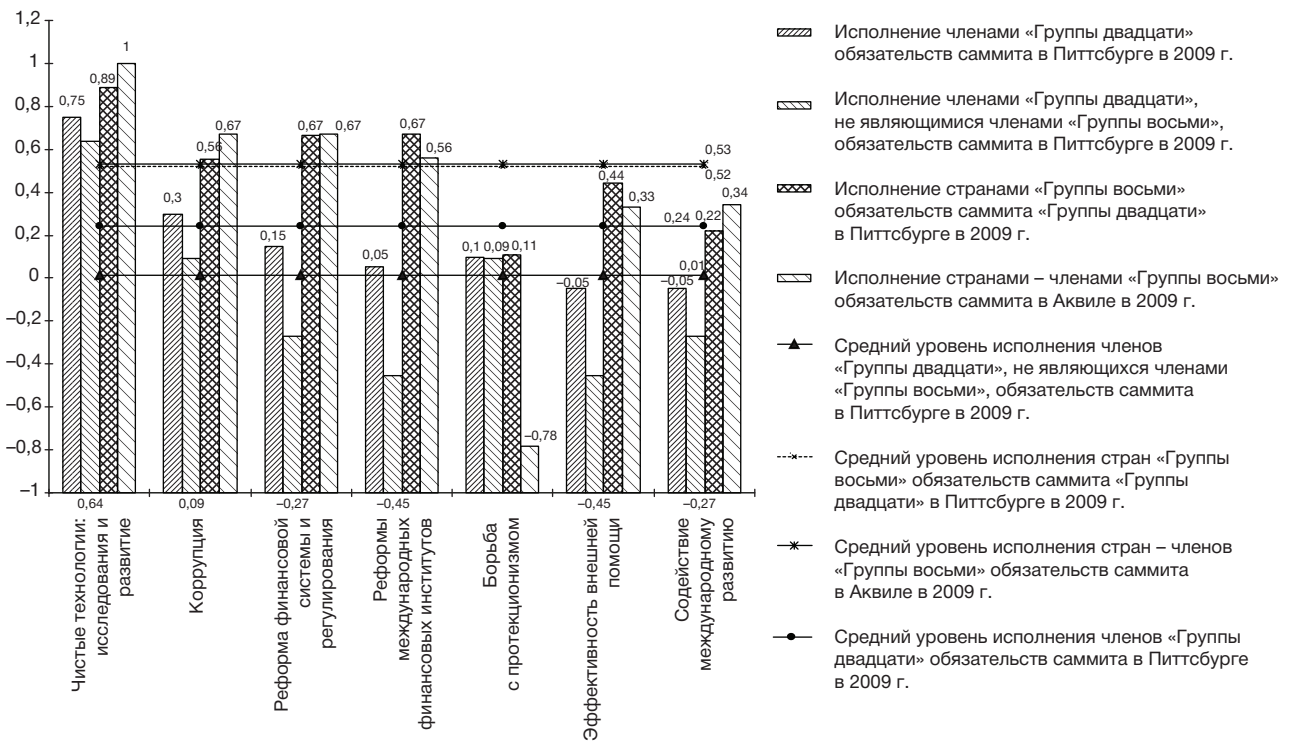 1,2
1
0,8
0,6
0,4
0,2
0
−0,2
−0,4
−0,6
−0,8
−1
0,75
0,89
1
0,3
0,56
0,67
0,15
0,67
0,67
0,05
0,67
0,56
0,1
0,09
0,11
−0,78
−0,05
0,44
0,33
0,53
0,52
0,24
0,22
0,34
0,01
−0,05
0,64
0,09
−0,27
−0,45
−0,45
−0,27
Чистые технологии:
исследования и
развитие
Коррупция
Реформа финансовой
системы и
регулирования
Реформы
международных
финансовых институтов
Борьба
с протекционизмом
Эффективность внешней
помощи
Содействие
международному
развитию
Исполнение членами «Группы двадцати»
обязательств саммита в Питтсбурге в 2009 г.
Исполнение членами «Группы двадцати»,
не являющимися членами «Группы восьми»,
обязательств саммита в Питтсбурге в 2009 г.
Исполнение странами «Группы восьми»
обязательств саммита «Группы двадцати»
в Питтсбурге в 2009 г.
Исполнение странами – членами «Группы восьми»
обязательств саммита в Аквиле в 2009 г.
Средний уровень исполнения членов
«Группы двадцати», не являющихся членами
«Группы восьми», обязательств саммита
в Питтсбурге в 2009 г.
Средний уровень исполнения стран «Группы
восьми» обязательств саммита «Группы
двадцати» в Питтсбурге в 2009 г.
Средний уровень исполнения стран – членов
«Группы восьми» обязательств саммита
в Аквиле в 2009 г.
Средний уровень исполнения членов «Группы
двадцати» обязательств саммита в Питтсбурге
в 2009 г.